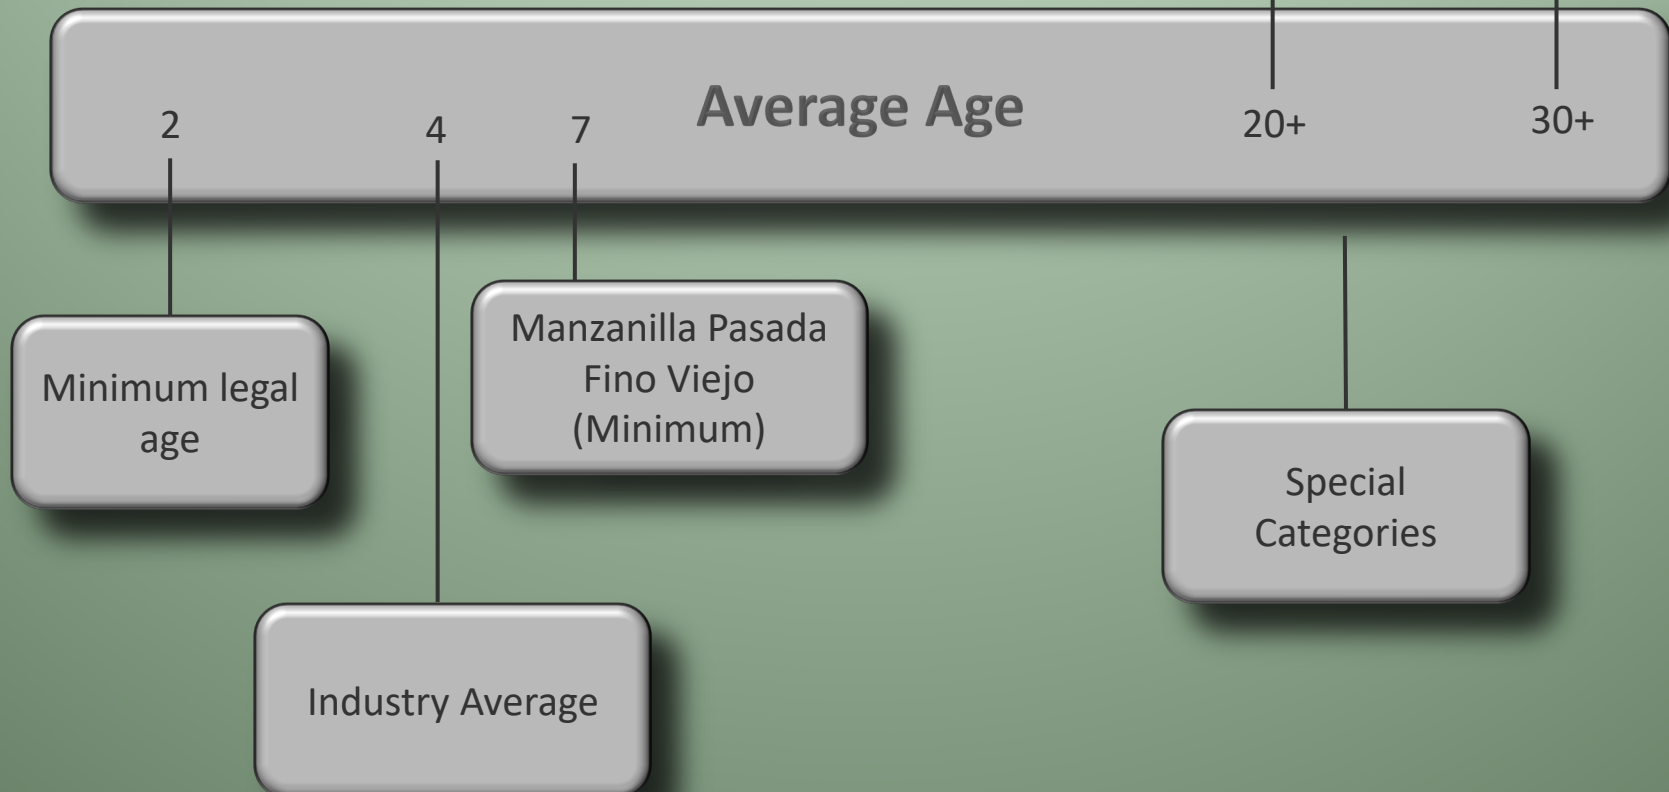 Average Age
2
4
7
20+
30+
Minimum legal
age
Manzanilla Pasada
Fino Viejo
(Minimum)
Special
Categories
Industry Average